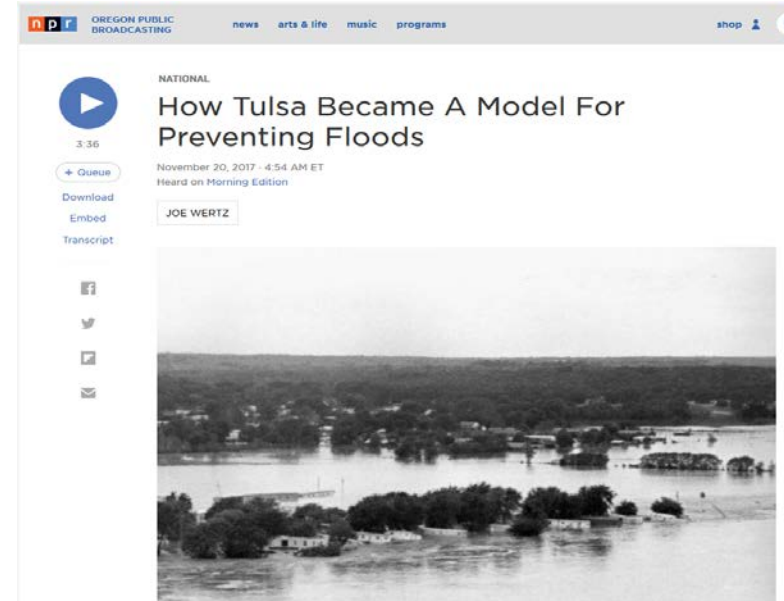 npr OREGON PUBLIC BROADCASTING news arts & life music programs shop
NATIONAL
How Tulsa Became A Model For
Preventing Floods
3:36
November 20, 2017 · 4:54 AM ET
Heard on Morning Edition
+ Queue
Download
Embed
Transcript
JOE WERTZ